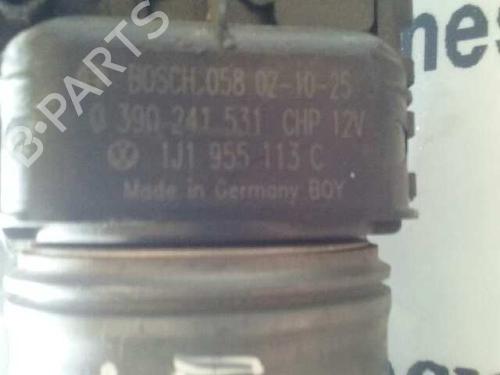 B-PARTS
BOSCH.058 02-10-25
0 390 241 531 CHP 12V
1J1 955 113 C
Made in Germany BOY